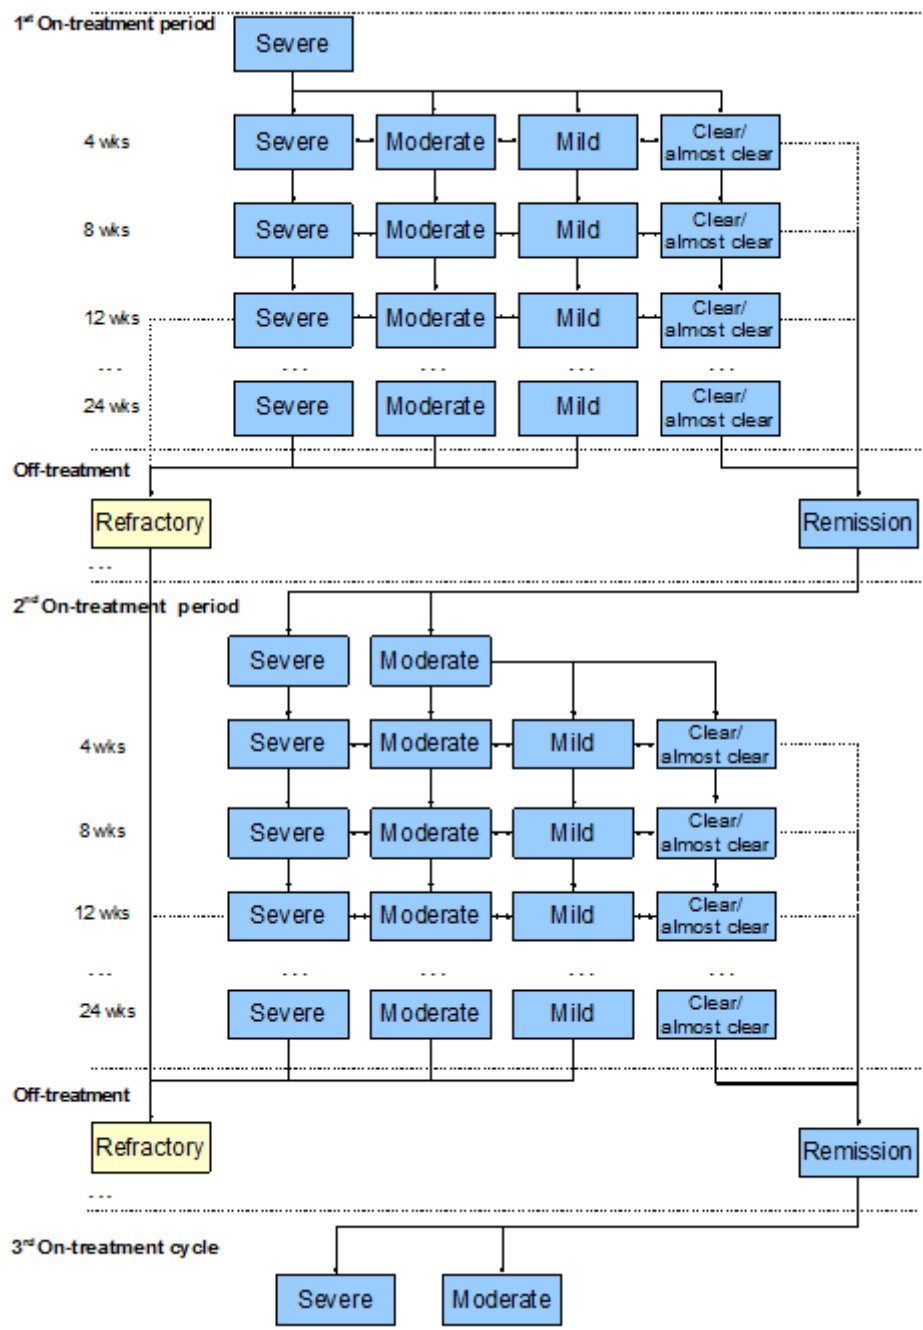 1st On-treatment period
Severe
4 wks
Severe
Moderate
Mild
Clear/
almost clear
8 wks
Severe
Moderate
Mild
Clear/
almost clear
12 wks
Severe
Moderate
Mild
Clear/
almost clear
... ... ... ... ...
24 wks
Severe
Moderate
Mild
Clear/
almost clear
Off-treatment
Refractory
Remission
...
2nd On-treatment period
Severe
Moderate
4 wks
Severe
Moderate
Mild
Clear/
almost clear
8 wks
Severe
Moderate
Mild
Clear/
almost clear
12 wks
Severe
Moderate
Mild
Clear/
almost clear
... ... ... ... ...
24 wks
Severe
Moderate
Mild
Clear/
almost clear
Off-treatment
Refractory
Remission
...
3rd On-treatment cycle
Severe
Moderate